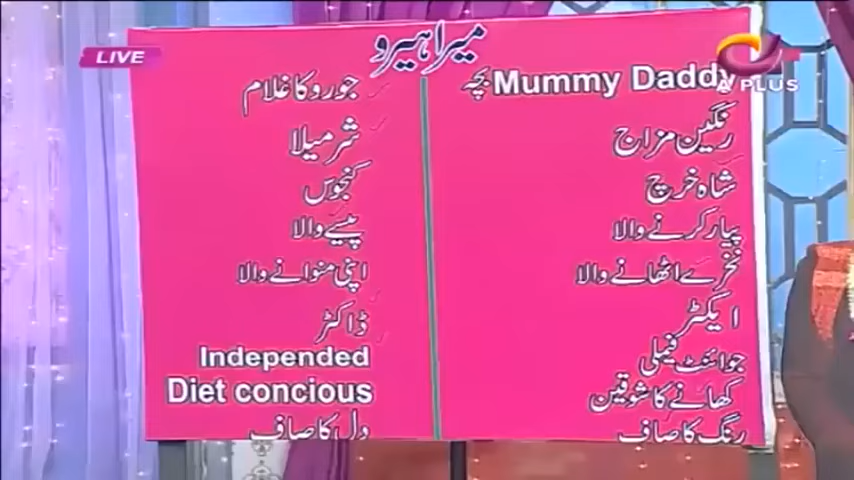 LIVE
A PLUS
میرا ہیرو
Mummy Daddy بچہ
رنگین مزاج
شاہ خرچ
پیار کرنے والا
نخرے اٹھانے والا
ایکٹر
جوائنٹ فیملی
کھانے کا شوقین
رنگ کا صاف
جورو کا غلام
شرمیلا
کنجوس
پیسے والا
اپنی منوانے والا
ڈاکٹر
Independed
Diet concious
دل کا صاف